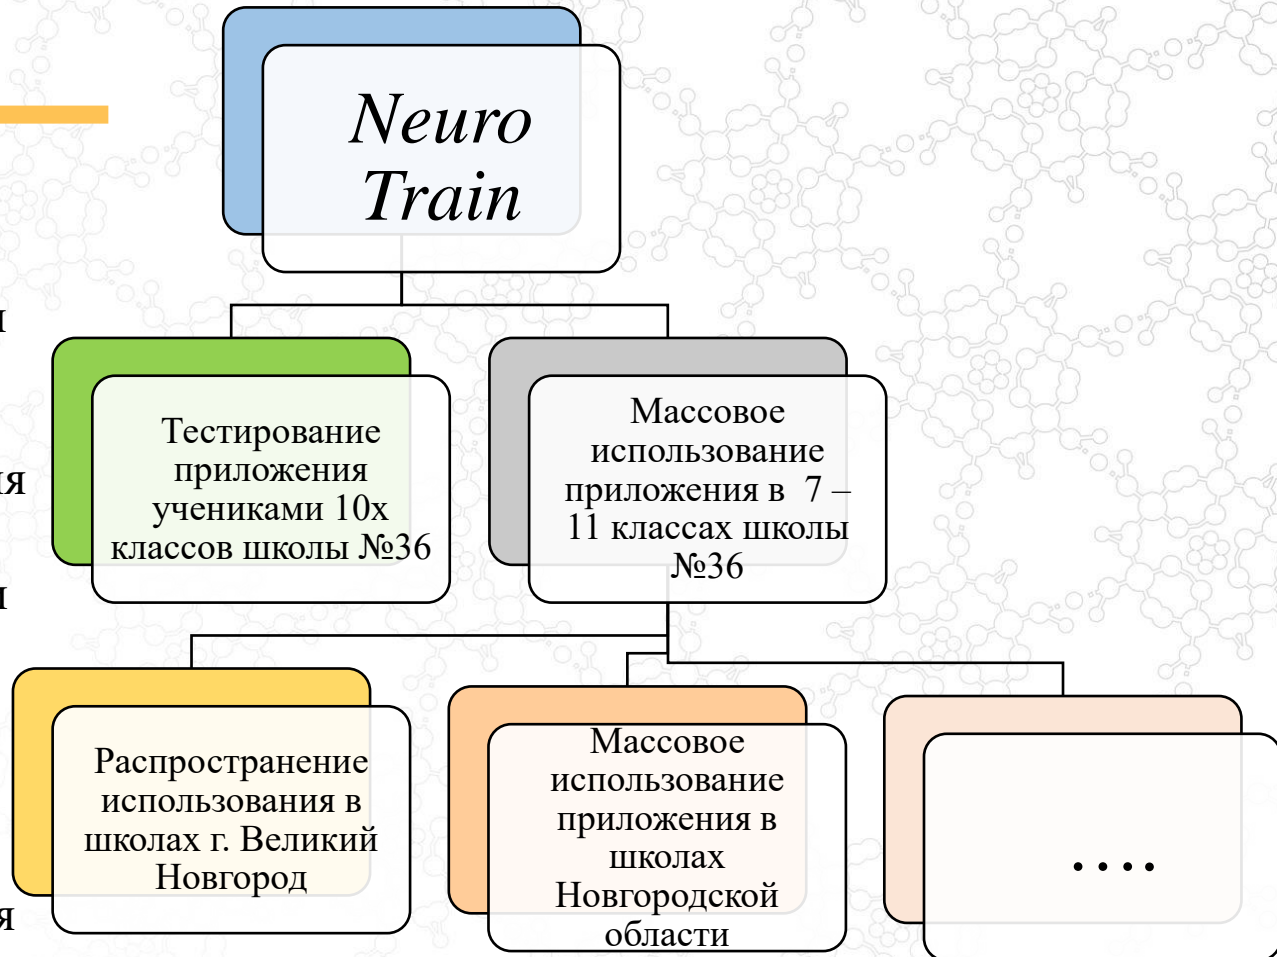 Neuro
Train
Тестирование
приложения
учениками 10х
классов школы №36
Массовое
использование
приложения в 7 –
11 классах школы
№36
Распространение
использования в
школах г. Великий
Новгород
Массовое
использование
приложения в
школах
Новгородской
области
....